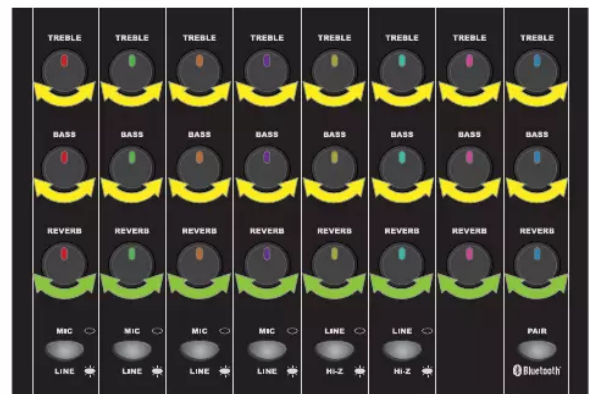 TREBLE TREBLE TREBLE TREBLE TREBLE TREBLE TREBLE TREBLE
BASS BASS BASS BASS BASS BASS BASS BASS
REVERB REVERB REVERB REVERB REVERB REVERB REVERB REVERB
MIC MIC MIC MIC LINE LINE PAIR
LINE LINE LINE LINE Hi-Z Hi-Z Bluetooth